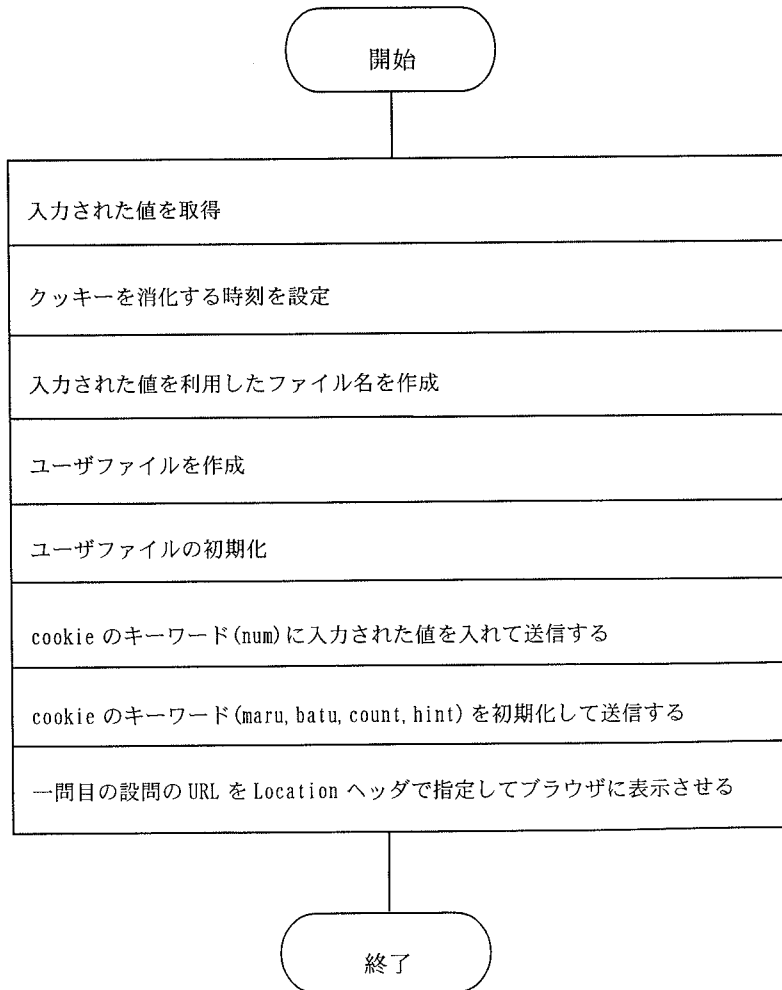 開始
入力された値を取得
クッキーを消化する時刻を設定
入力された値を利用したファイル名を作成
ユーザファイルを作成
ユーザファイルの初期化
cookie のキーワード(num)に入力された値を入れて送信する
cookie のキーワード(maru, batu, count, hint) を初期化して送信する
一問目の設問の URL を Location ヘッダで指定してブラウザに表示させる
終了